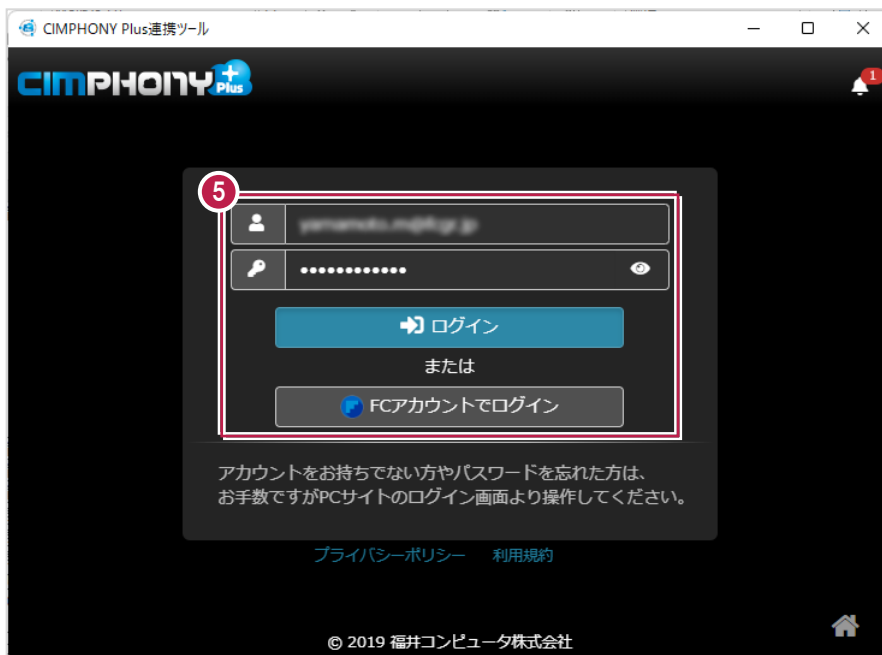 CIMPHONY Plus連携ツール
CIMPHONY Plus
1
5
••••••••••••
ログイン
または
FCアカウントでログイン
アカウントをお持ちでない方やパスワードを忘れた方は、
お手数ですがPCサイトのログイン画面より操作してください。
プライバシーポリシー 利用規約
© 2019 福井コンピュータ株式会社